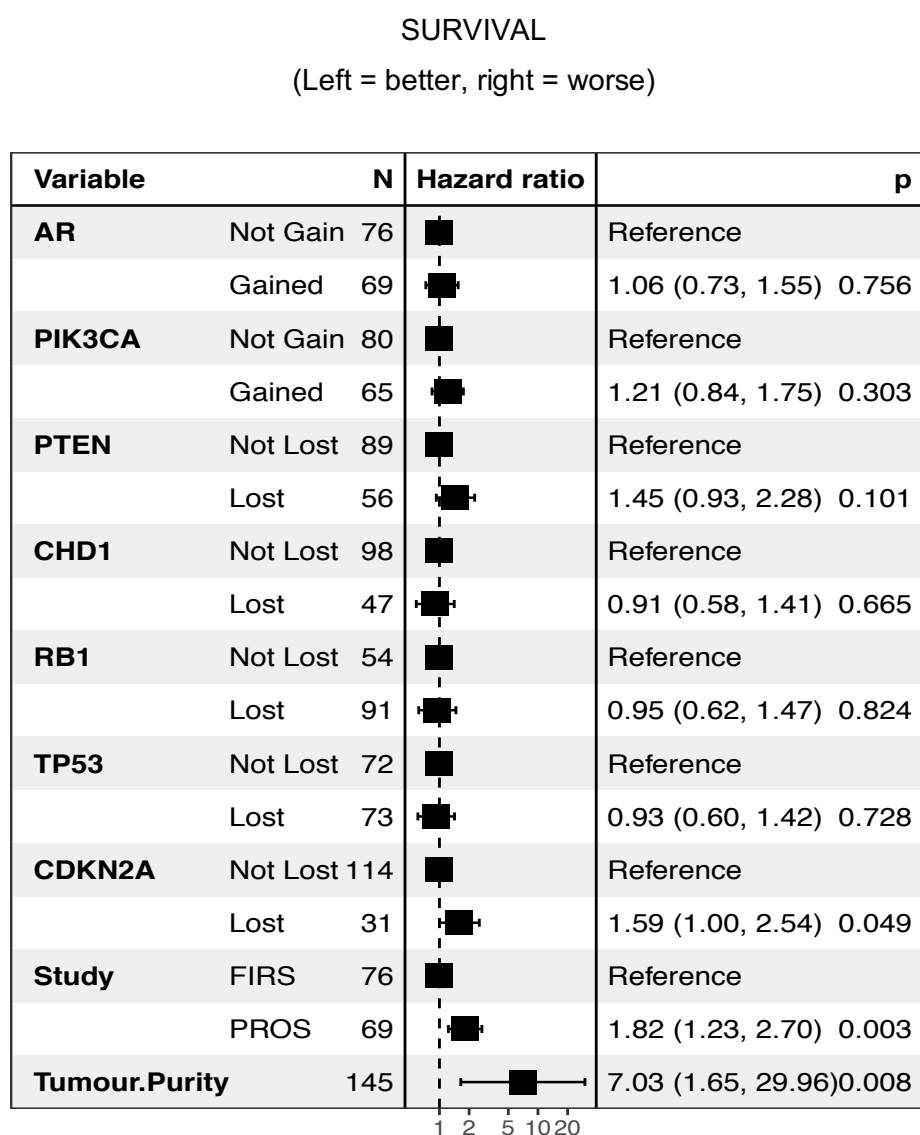 SURVIVAL
(Left = better, right = worse)
Variable N Hazard ratio p
AR Not Gain 76 Reference
Gained 69 1.06 (0.73, 1.55) 0.756
PIK3CA Not Gain 80 Reference
Gained 65 1.21 (0.84, 1.75) 0.303
PTEN Not Lost 89 Reference
Lost 56 1.45 (0.93, 2.28) 0.101
CHD1 Not Lost 98 Reference
Lost 47 0.91 (0.58, 1.41) 0.665
RB1 Not Lost 54 Reference
Lost 91 0.95 (0.62, 1.47) 0.824
TP53 Not Lost 72 Reference
Lost 73 0.93 (0.60, 1.42) 0.728
CDKN2A Not Lost 114 Reference
Lost 31 1.59 (1.00, 2.54) 0.049
Study FIRS 76 Reference
PROS 69 1.82 (1.23, 2.70) 0.003
Tumour.Purity 145 7.03 (1.65, 29.96)0.008
1 2 5 10 20